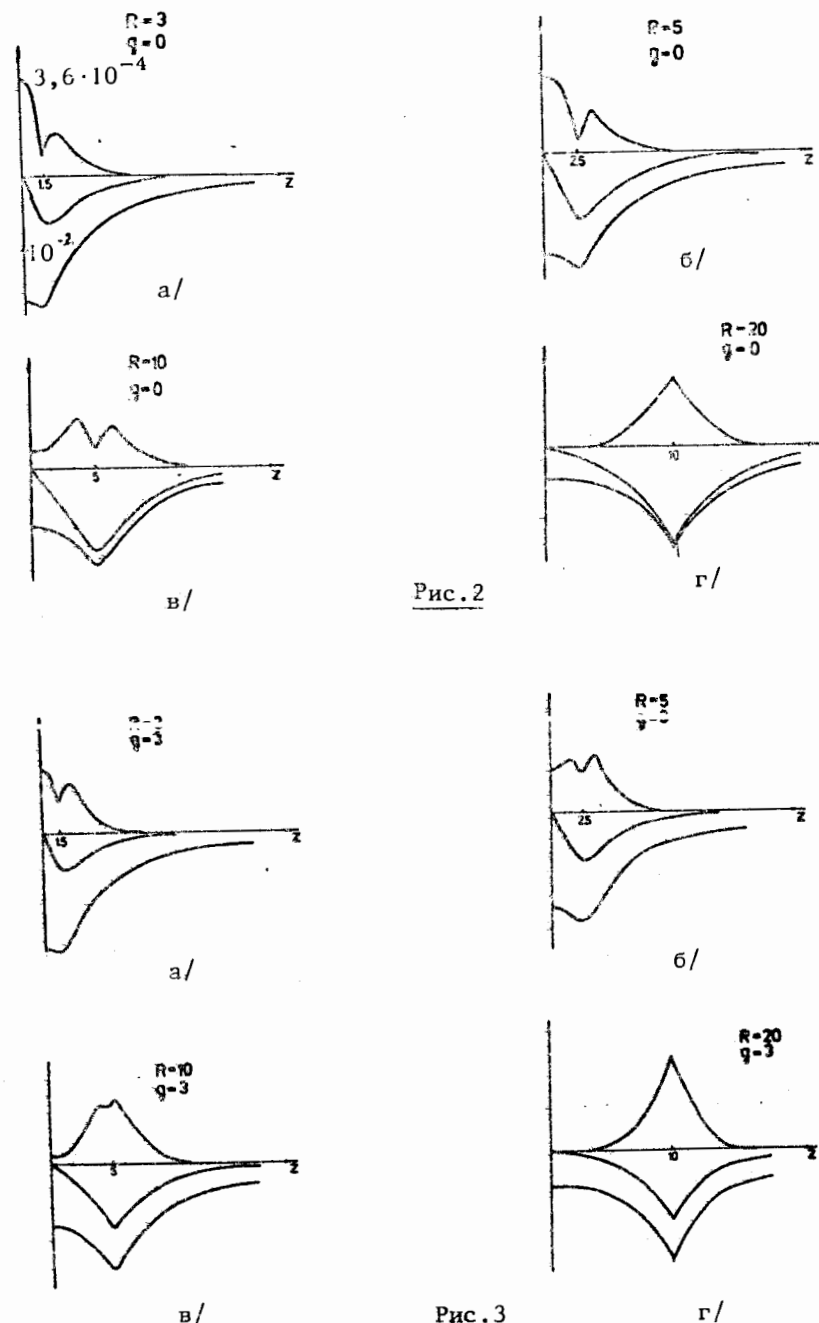 R=3
g=0
3,6·10⁻⁴
1.5
Z
10⁻²
а/
R=5
g=0
2.5
Z
б/
R=10
g=0
5
Z
в/
R=20
g=0
10
Z
г/
Рис.2
g=3
1.5
Z
а/
R=5
2.5
Z
б/
R=10
g=3
5
Z
в/
R=20
g=3
10
Z
г/
Рис.3